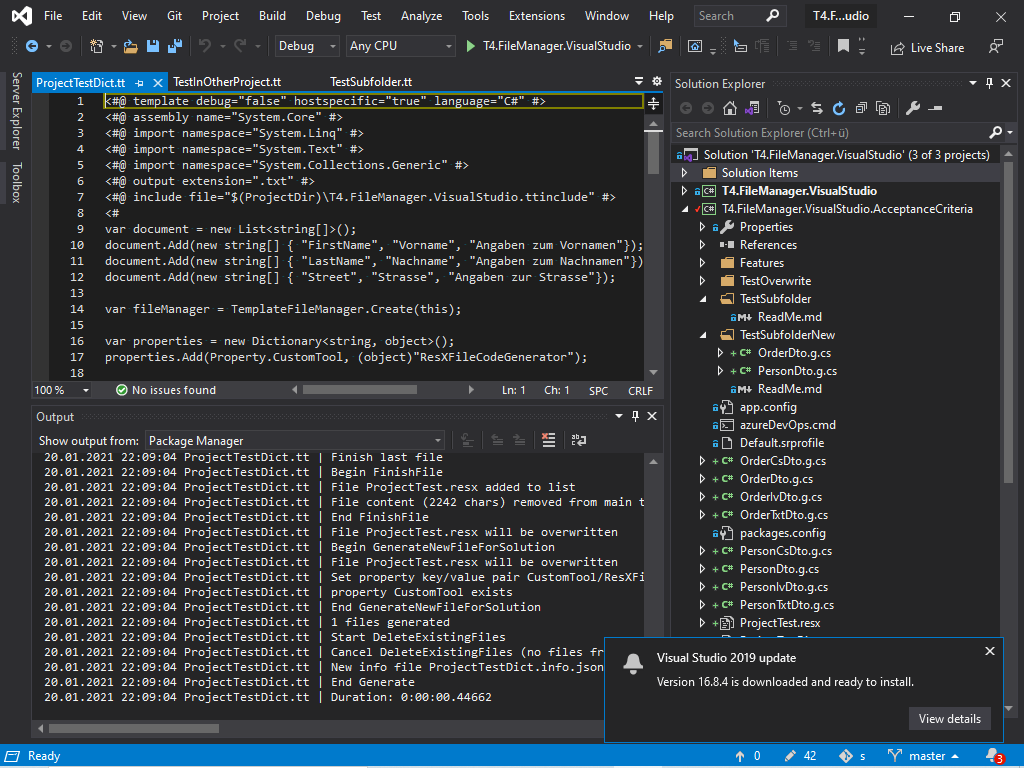 File Edit View Git Project Build Debug Test Analyze Tools Extensions Window Help Search T4.F...udio
Debug Any CPU T4.FileManager.VisualStudio Live Share
Server Explorer
Toolbox
ProjectTestDict.tt TestInOtherProject.tt TestSubfolder.tt
1 <#@ template debug="false" hostspecific="true" language="C#" #>
2 <#@ assembly name="System.Core" #>
3 <#@ import namespace="System.Linq" #>
4 <#@ import namespace="System.Text" #>
5 <#@ import namespace="System.Collections.Generic" #>
6 <#@ output extension=".txt" #>
7 <#@ include file="$(ProjectDir)\T4.FileManager.VisualStudio.ttinclude" #>
8 <#
9 var document = new List<string[]>();
10 document.Add(new string[] { "FirstName", "Vorname", "Angaben zum Vornamen"});
11 document.Add(new string[] { "LastName", "Nachname", "Angaben zum Nachnamen"})
12 document.Add(new string[] { "Street", "Strasse", "Angaben zur Strasse"});
13
14 var fileManager = TemplateFileManager.Create(this);
15
16 var properties = new Dictionary<string, object>();
17 properties.Add(Property.CustomTool, (object)"ResXFileCodeGenerator");
18
100 % No issues found Ln: 1 Ch: 1 SPC CRLF
Output
Show output from: Package Manager
20.01.2021 22:09:04 ProjectTestDict.tt | Finish last file
20.01.2021 22:09:04 ProjectTestDict.tt | Begin FinishFile
20.01.2021 22:09:04 ProjectTestDict.tt | File ProjectTest.resx added to list
20.01.2021 22:09:04 ProjectTestDict.tt | File content (2242 chars) removed from main t
20.01.2021 22:09:04 ProjectTestDict.tt | End FinishFile
20.01.2021 22:09:04 ProjectTestDict.tt | File ProjectTest.resx will be overwritten
20.01.2021 22:09:04 ProjectTestDict.tt | Begin GenerateNewFileForSolution
20.01.2021 22:09:04 ProjectTestDict.tt | File ProjectTest.resx will be overwritten
20.01.2021 22:09:04 ProjectTestDict.tt | Set property key/value pair CustomTool/ResXFi
20.01.2021 22:09:04 ProjectTestDict.tt | property CustomTool exists
20.01.2021 22:09:04 ProjectTestDict.tt | End GenerateNewFileForSolution
20.01.2021 22:09:04 ProjectTestDict.tt | 1 files generated
20.01.2021 22:09:04 ProjectTestDict.tt | Start DeleteExistingFiles
20.01.2021 22:09:04 ProjectTestDict.tt | Cancel DeleteExistingFiles (no files fr
20.01.2021 22:09:04 ProjectTestDict.tt | New info file ProjectTestDict.info.json
20.01.2021 22:09:04 ProjectTestDict.tt | End Generate
20.01.2021 22:09:04 ProjectTestDict.tt | Duration: 0:00:00.44662
Solution Explorer
Search Solution Explorer (Ctrl+ü)
Solution 'T4.FileManager.VisualStudio' (3 of 3 projects)
Solution Items
C# T4.FileManager.VisualStudio
C# T4.FileManager.VisualStudio.AcceptanceCriteria
Properties
References
Features
TestOverwrite
TestSubfolder
M+ ReadMe.md
TestSubfolderNew
+ C# OrderDto.g.cs
+ C# PersonDto.g.cs
M+ ReadMe.md
app.config
azureDevOps.cmd
Default.srprofile
+ C# OrderCsDto.g.cs
+ C# OrderDto.g.cs
+ C# OrderIvDto.g.cs
+ C# OrderTxtDto.g.cs
packages.config
+ C# PersonCsDto.g.cs
+ C# PersonDto.g.cs
+ C# PersonIvDto.g.cs
+ C# PersonTxtDto.g.cs
+ ProjectTest.resx
Visual Studio 2019 update
Version 16.8.4 is downloaded and ready to install.
View details
Ready 0 42 s master 3